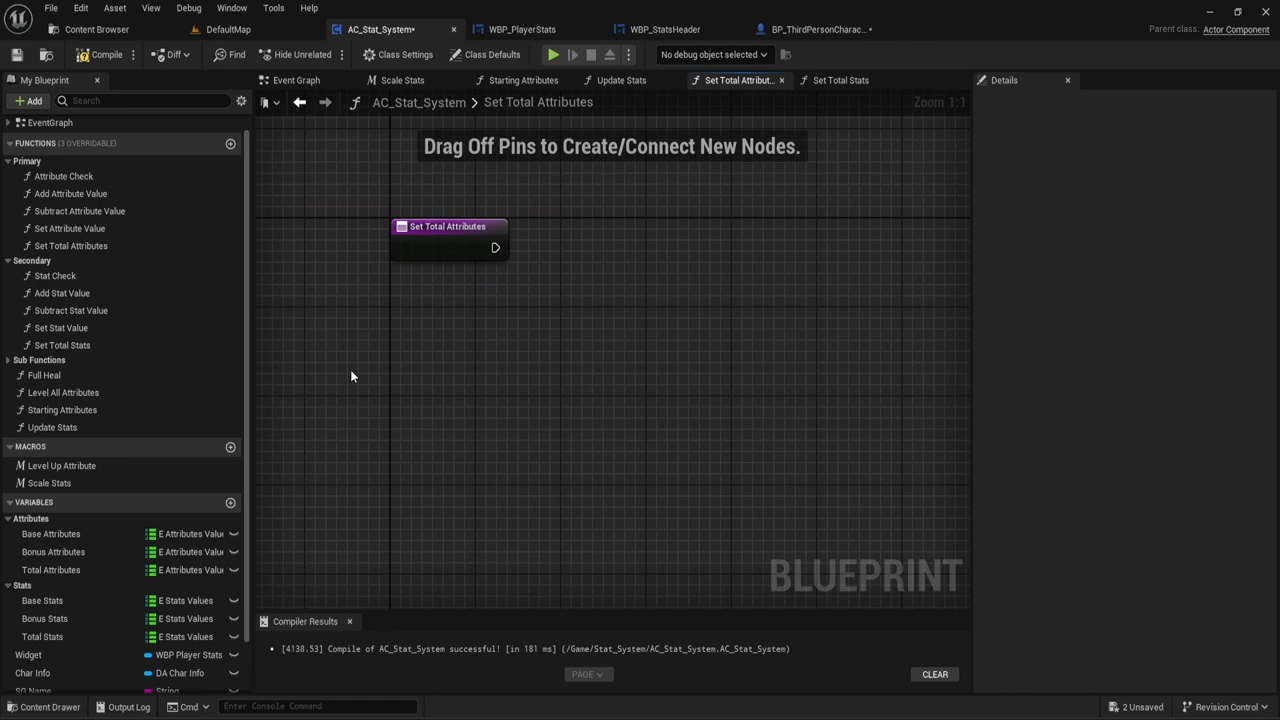 File Edit Asset View Debug Window Tools Help
Content Browser DefaultMap AC_Stat_System* WBP_PlayerStats WBP_StatsHeader BP_ThirdPersonCharac...* Parent class: Actor Component
Compile Diff Find Hide Unrelated Class Settings Class Defaults No debug object selected
My Blueprint Event Graph Scale Stats Starting Attributes Update Stats Set Total Attribut... Set Total Stats Details
Add Search AC_Stat_System > Set Total Attributes Zoom 1:1
EventGraph
FUNCTIONS (3 OVERRIDABLE)
Drag Off Pins to Create/Connect New Nodes.
Primary
Attribute Check
Add Attribute Value
Subtract Attribute Value
Set Attribute Value
Set Total Attributes
Set Total Attributes
Secondary
Stat Check
Add Stat Value
Subtract Stat Value
Set Stat Value
Set Total Stats
Sub Functions
Full Heal
Level All Attributes
Starting Attributes
Update Stats
MACROS
Level Up Attribute
Scale Stats
VARIABLES
Attributes
Base Attributes E Attributes Valu
Bonus Attributes E Attributes Valu
Total Attributes E Attributes Valu
BLUEPRINT
Stats
Base Stats E Stats Values
Bonus Stats E Stats Values
Total Stats E Stats Values
Widget WBP Player Stats
Char Info DA Char Info
SG Name String
Compiler Results
[4138.53] Compile of AC_Stat_System successful! [in 181 ms] (/Game/Stat_System/AC_Stat_System.AC_Stat_System)
PAGE CLEAR
Content Drawer Output Log Cmd Enter Console Command 2 Unsaved Revision Control